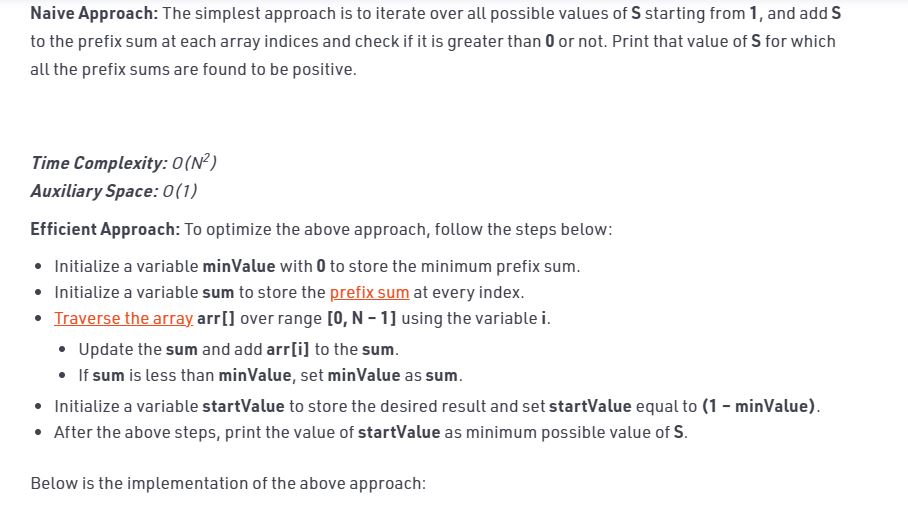 Naive Approach: The simplest approach is to iterate over all possible values of S starting from 1, and add S
to the prefix sum at each array indices and check if it is greater than 0 or not. Print that value of S for which
all the prefix sums are found to be positive.
Time Complexity: O(N²)
Auxiliary Space: O(1)
Efficient Approach: To optimize the above approach, follow the steps below:
• Initialize a variable minValue with 0 to store the minimum prefix sum.
• Initialize a variable sum to store the prefix sum at every index.
• Traverse the array arr[] over range [0, N – 1] using the variable i.
• Update the sum and add arr[i] to the sum.
• If sum is less than minValue, set minValue as sum.
• Initialize a variable startValue to store the desired result and set startValue equal to (1 – minValue).
• After the above steps, print the value of startValue as minimum possible value of S.
Below is the implementation of the above approach: